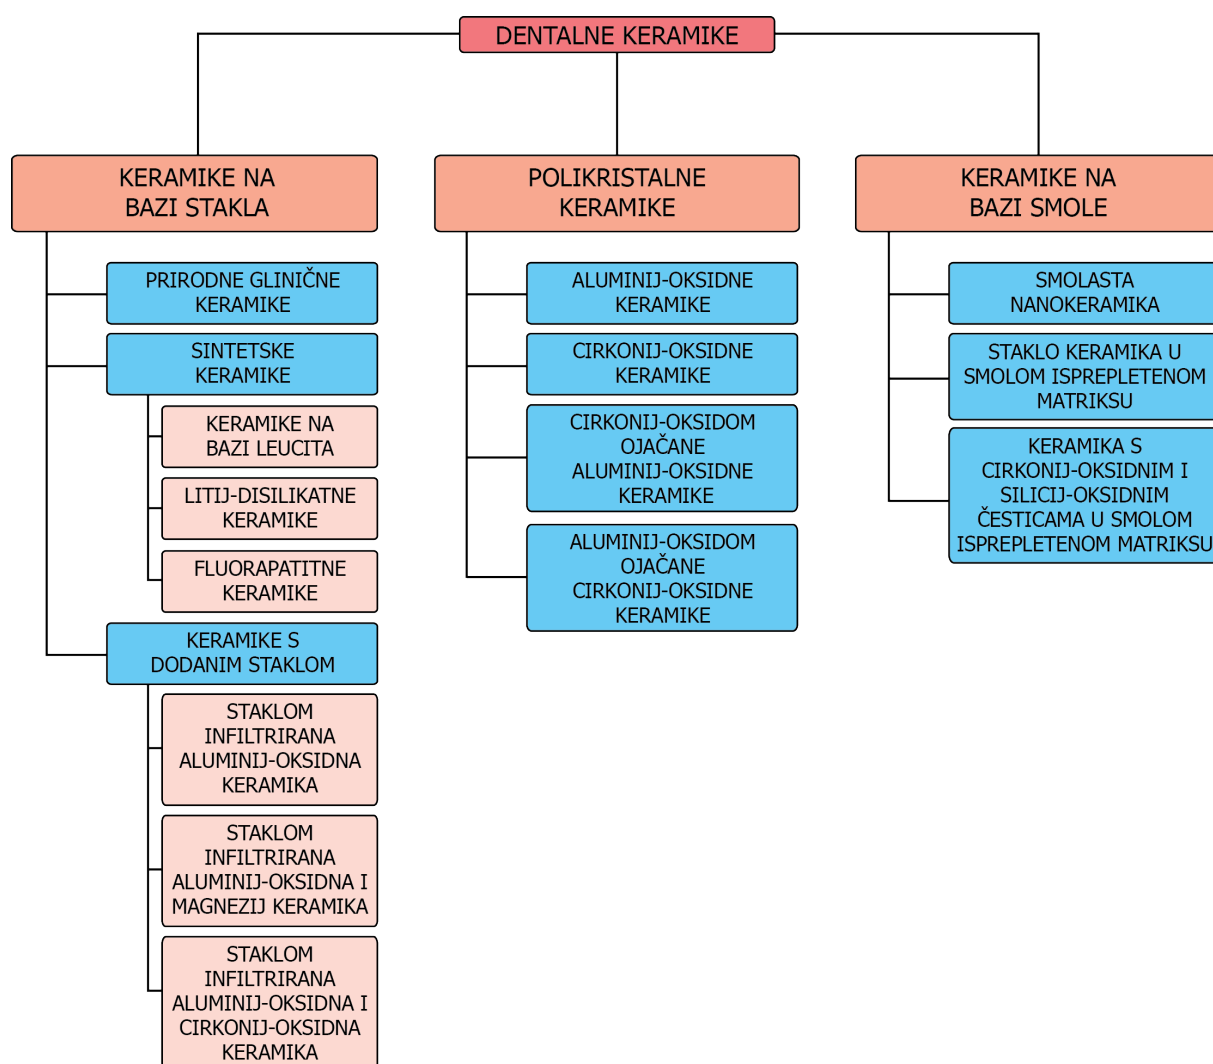 DENTALNE KERAMIKE
KERAMIKE NA
BAZI STAKLA
PRIRODNE GLINIČNE
KERAMIKE
SINTETSKE
KERAMIKE
KERAMIKE NA
BAZI LEUCITA
LITIJ-DISILIKATNE
KERAMIKE
FLUORAPATITNE
KERAMIKE
KERAMIKE S
DODANIM STAKLOM
STAKLOM
INFILTRIRANA
ALUMINIJ-OKSIDNA
KERAMIKA
STAKLOM
INFILTRIRANA
ALUMINIJ-OKSIDNA I
MAGNEZIJ KERAMIKA
STAKLOM
INFILTRIRANA
ALUMINIJ-OKSIDNA I
CIRKONIJ-OKSIDNA
KERAMIKA
POLIKRISTALNE
KERAMIKE
ALUMINIJ-OKSIDNE
KERAMIKE
CIRKONIJ-OKSIDNE
KERAMIKE
CIRKONIJ-OKSIDOM
OJAČANE
ALUMINIJ-OKSIDNE
KERAMIKE
ALUMINIJ-OKSIDOM
OJAČANE
CIRKONIJ-OKSIDNE
KERAMIKE
KERAMIKE NA
BAZI SMOLE
SMOLASTA
NANOKERAMIKA
STAKLO KERAMIKA U
SMOLOM ISPREPLETENOM
MATRIKSU
KERAMIKA S
CIRKONIJ-OKSIDNIM I
SILICIJ-OKSIDNIM
ČESTICAMA U SMOLOM
ISPREPLETENOM MATRIKSU